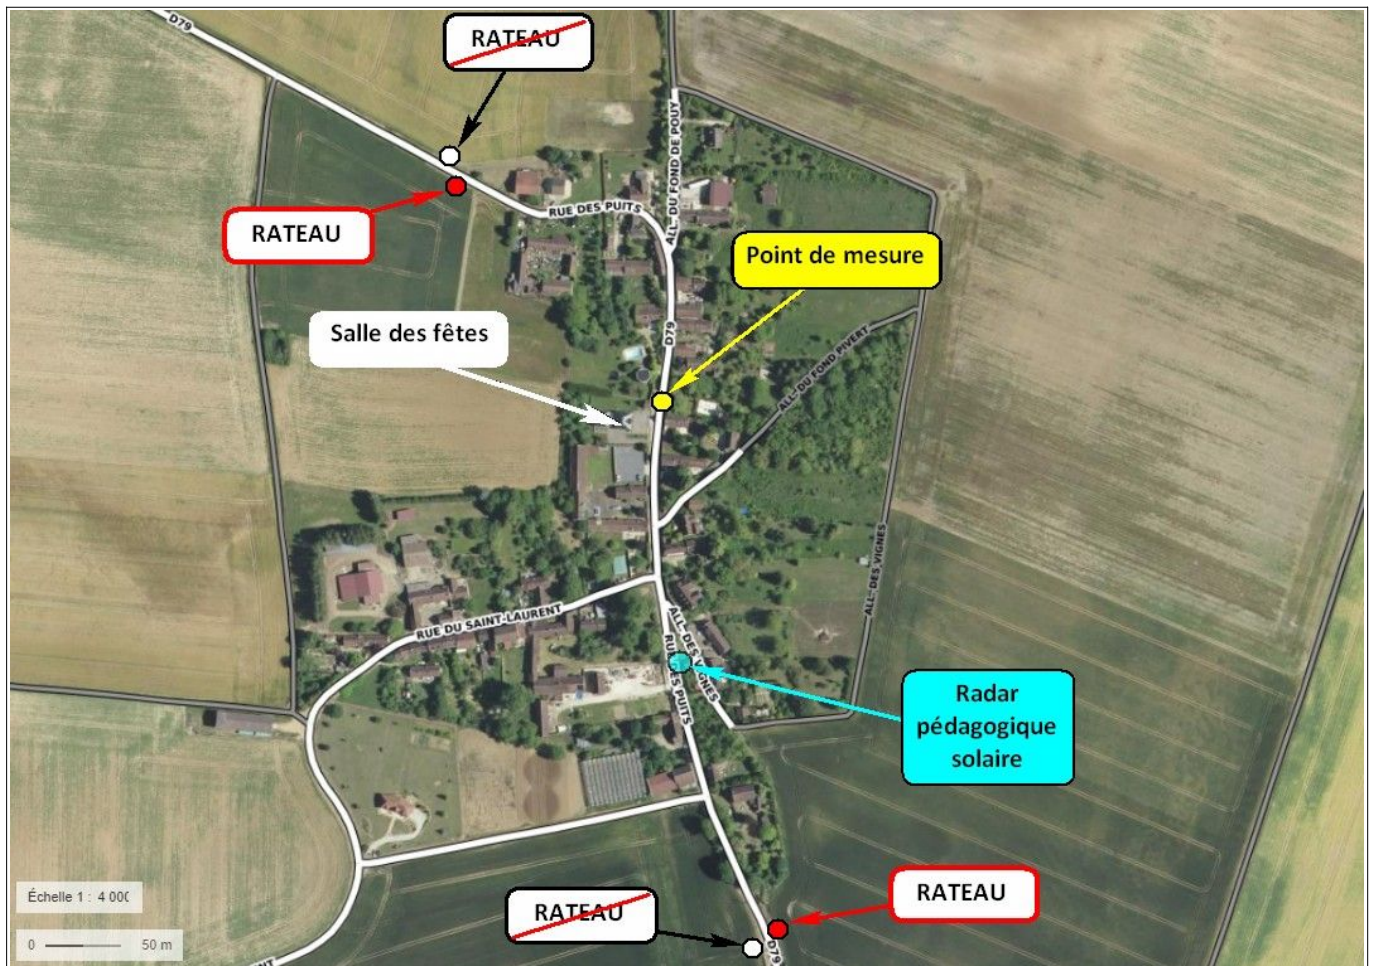 D79
RATEAU
RATEAU
RUE DES PUITS
ALL. DU FOND DE POUY
Point de mesure
Salle des fêtes
D79
ALL. DU FOND PIVERT
ALL. DES VIGNES
RUE DU SAINT-LAURENT
ALL. DES VIGNES
RUE DES PUITS
Radar
pédagogique
solaire
RATEAU
RATEAU
D79
Échelle 1 : 4 000
0 50 m
NT